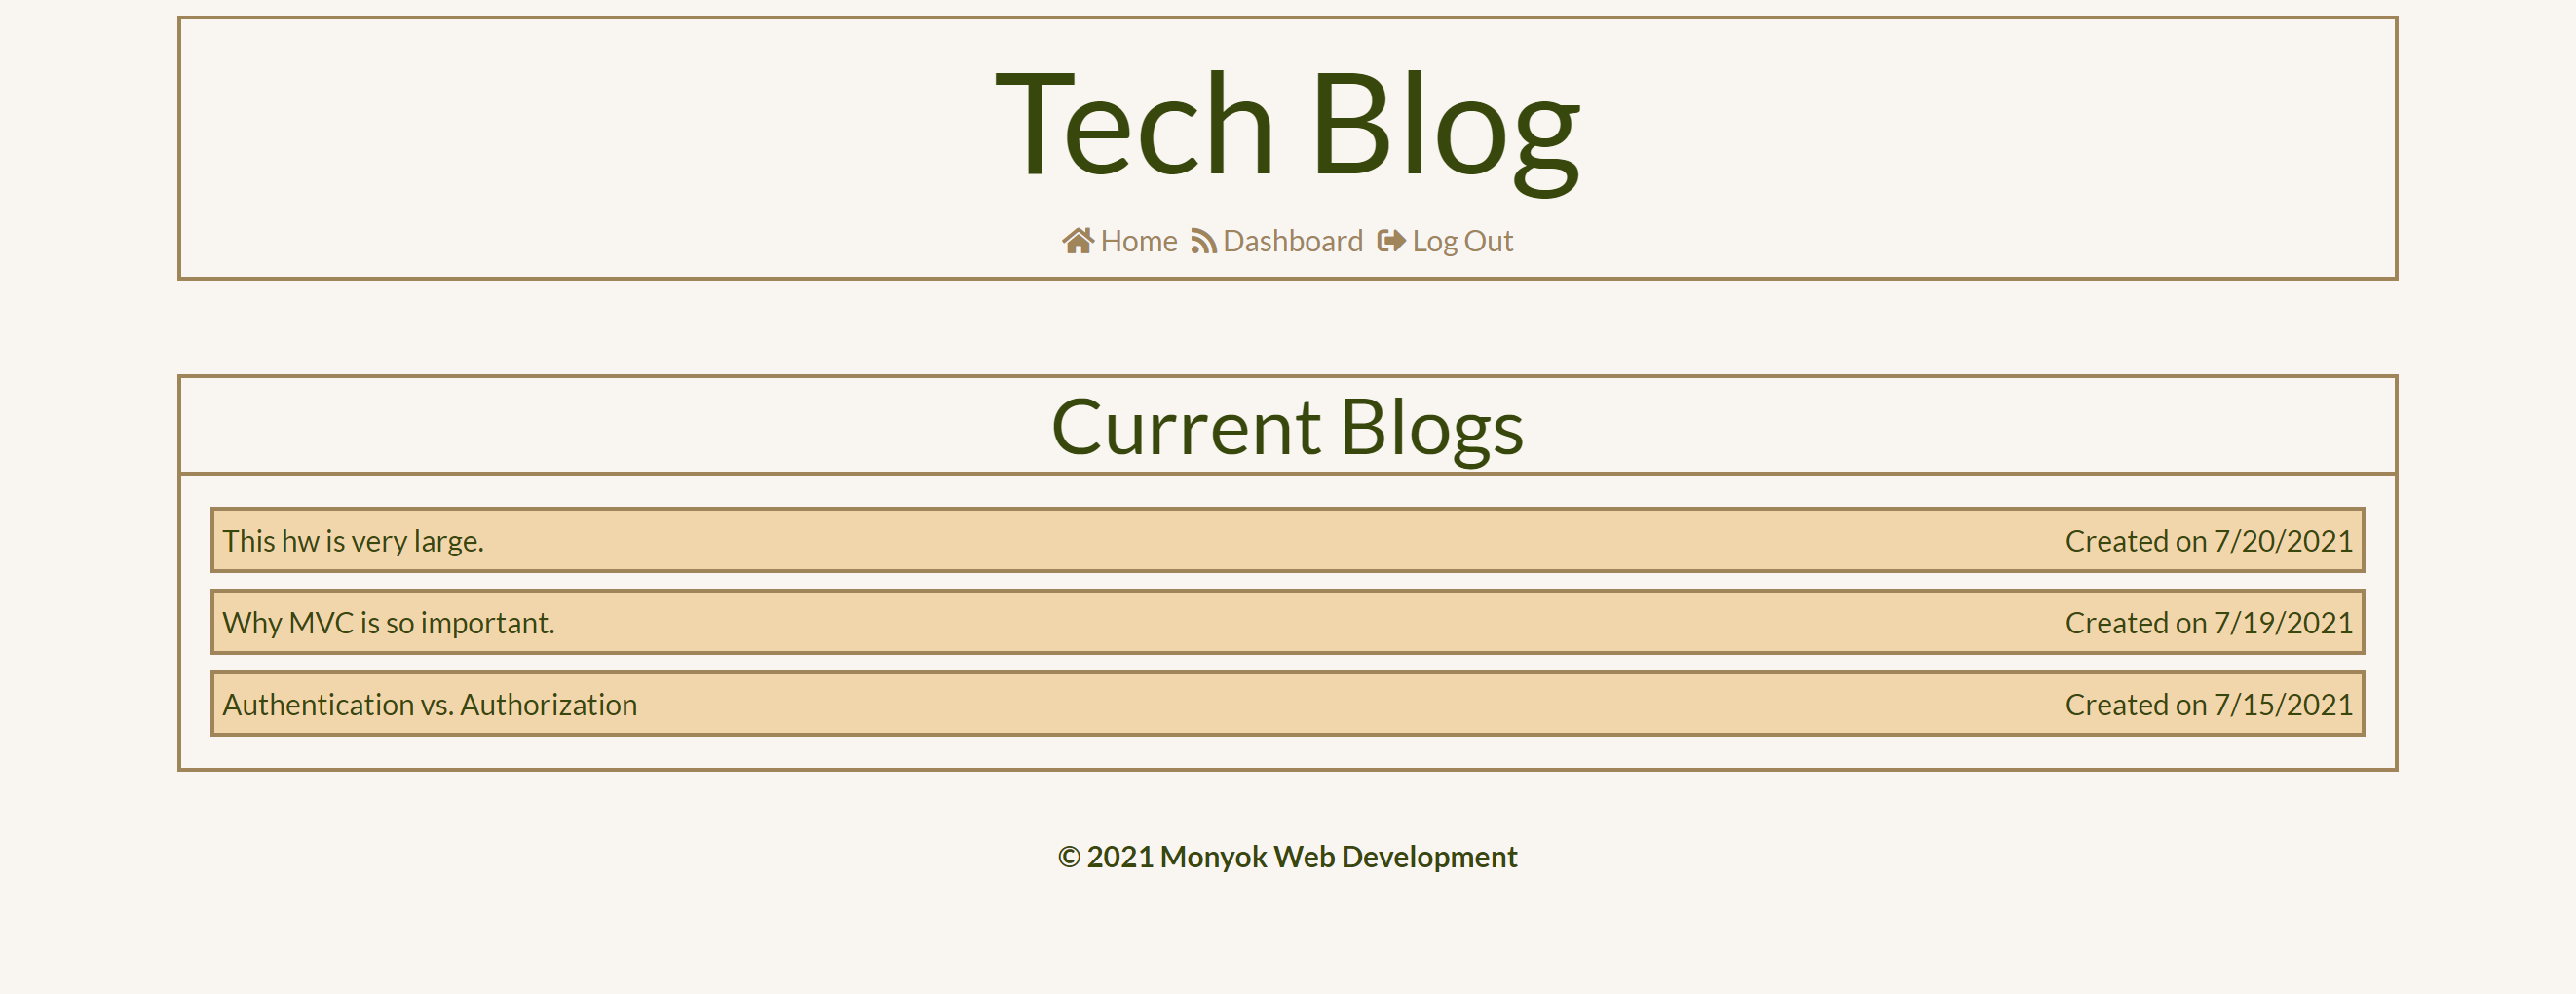 Tech Blog
Home Dashboard Log Out
Current Blogs
This hw is very large. Created on 7/20/2021
Why MVC is so important. Created on 7/19/2021
Authentication vs. Authorization Created on 7/15/2021
© 2021 Monyok Web Development